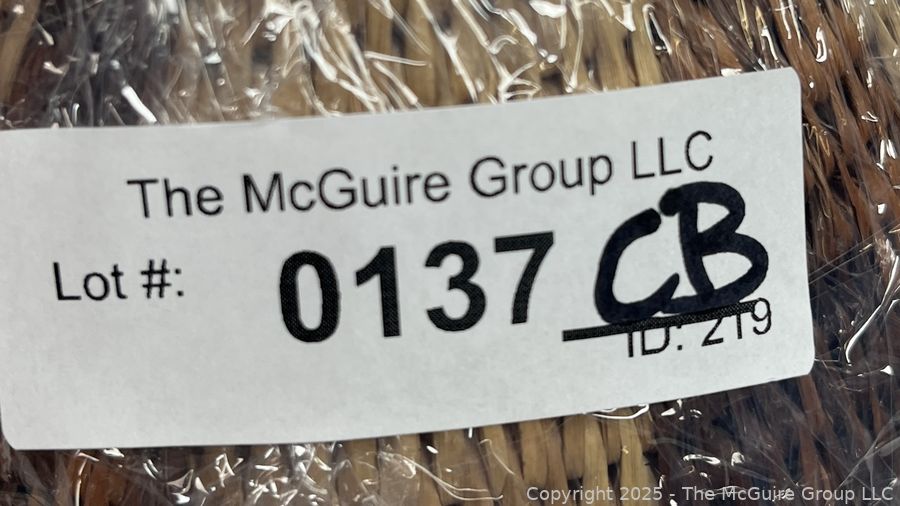 The McGuire Group LLC
Lot #: 0137 CB
ID: 219
Copyright 2025 - The McGuire Group LLC